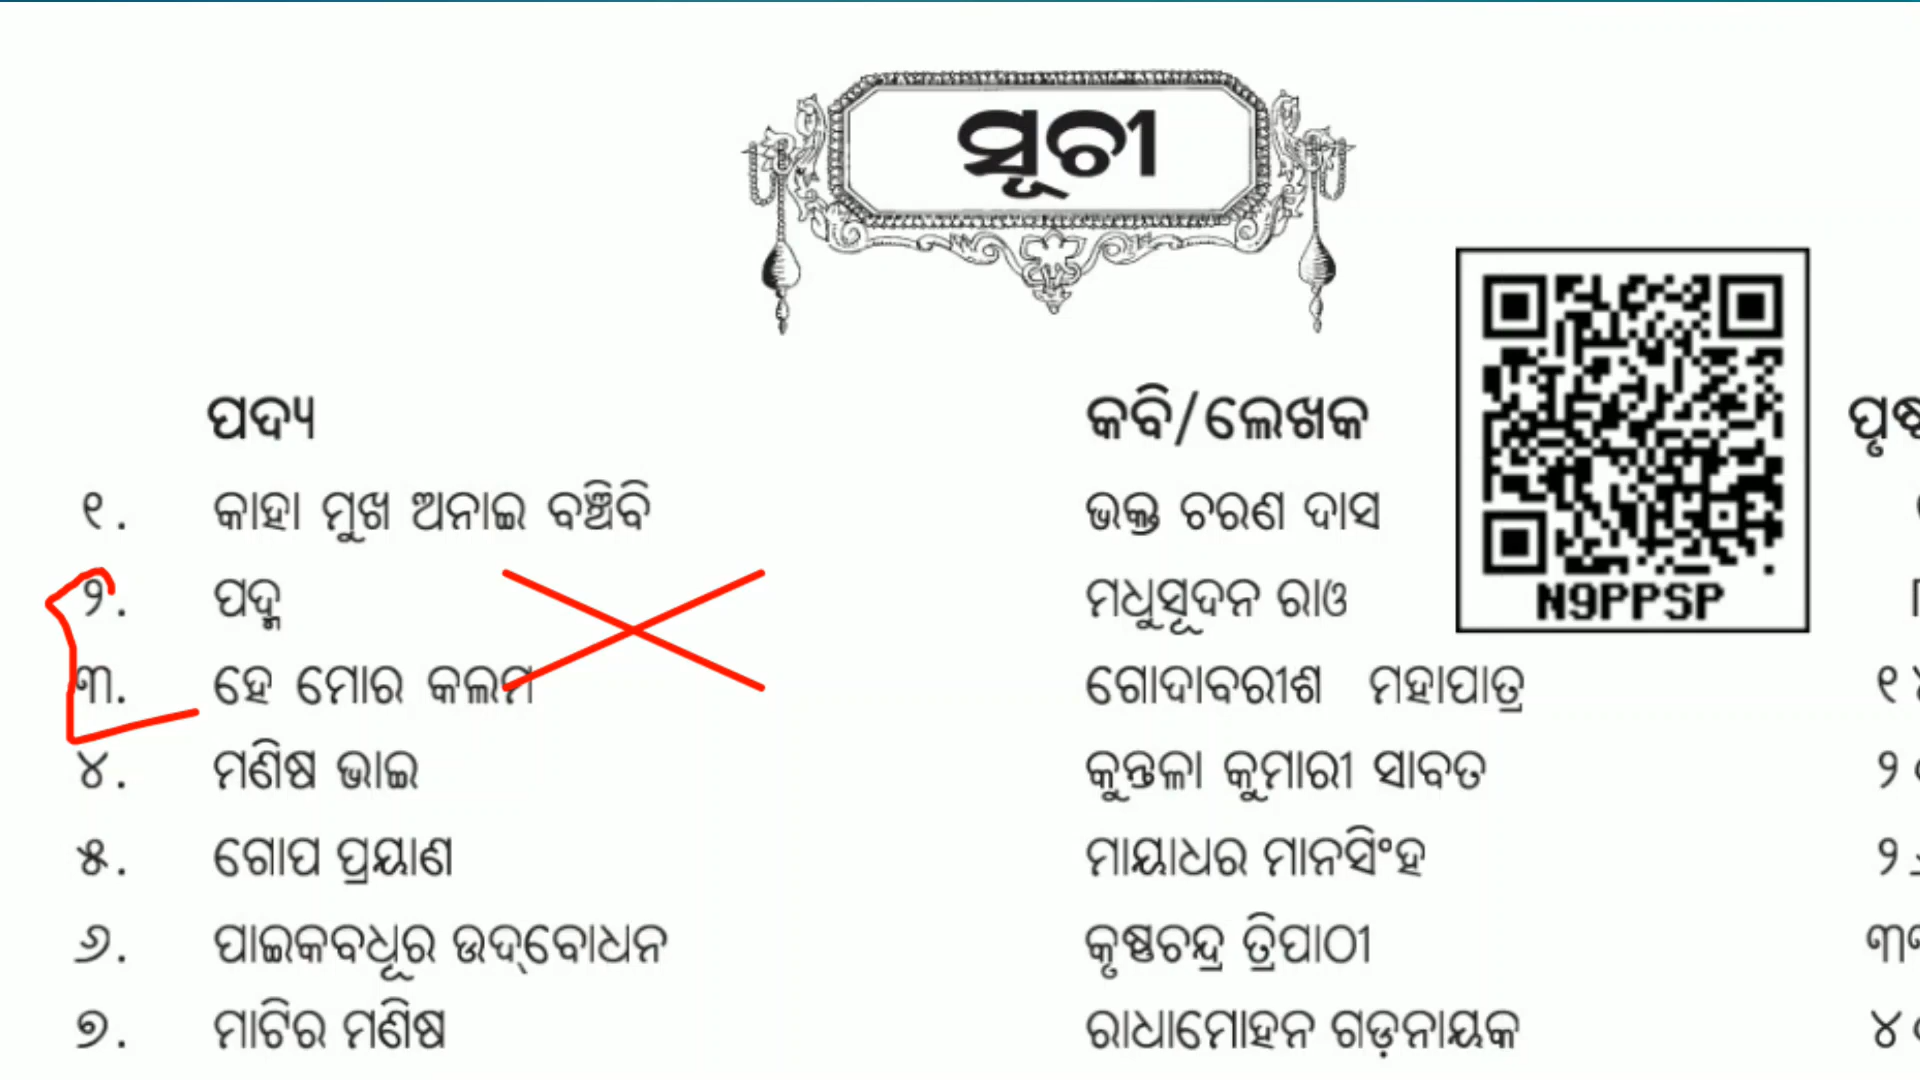 ସୂଚୀ
ପଦ୍ୟ କବି/ଲେଖକ
୧. କାହା ମୁଖ ଅନାଇ ବଞ୍ଚିବି ଭକ୍ତ ଚରଣ ଦାସ
୨. ପଦ୍ମ ମଧୁସୂଦନ ରାଓ
N9PPSP
୩. ହେ ମୋର କଲମ ଗୋଦାବରୀଶ ମହାପାତ୍ର
୪. ମଣିଷ ଭାଇ କୁନ୍ତଳା କୁମାରୀ ସାବତ
୫. ଗୋପ ପ୍ରୟାଣ ମାୟାଧର ମାନସିଂହ
୬. ପାଇକବଧୂର ଉଦ୍‌ବୋଧନ କୃଷ୍ଣଚନ୍ଦ୍ର ତ୍ରିପାଠୀ
୭. ମାଟିର ମଣିଷ ରାଧାମୋହନ ଗଡ଼ନାୟକ